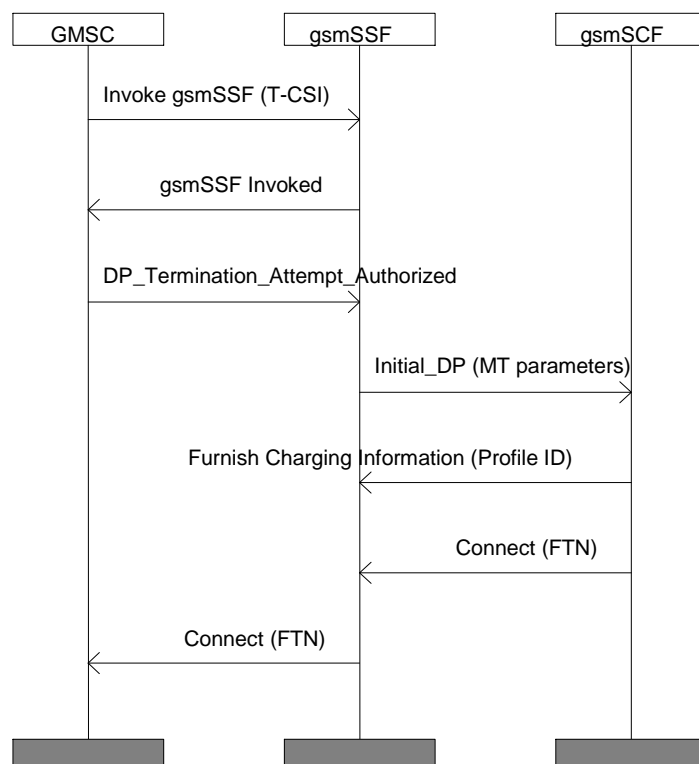 GMSC
gsmSSF
gsmSCF
Invoke gsmSSF (T-CSI)
gsmSSF Invoked
DP_Termination_Attempt_Authorized
Initial_DP (MT parameters)
Furnish Charging Information (Profile ID)
Connect (FTN)
Connect (FTN)